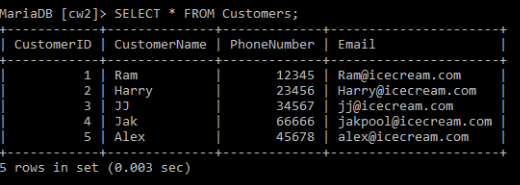 MariaDB [cw2]> SELECT * FROM Customers;
+------------+--------------+-------------+----------------------+
| CustomerID | CustomerName | PhoneNumber | Email                |
+------------+--------------+-------------+----------------------+
|          1 | Ram          |       12345 | Ram@icecream.com     |
|          2 | Harry        |       23456 | Harry@icecream.com   |
|          3 | JJ           |       34567 | jj@icecream.com      |
|          4 | Jak          |       66666 | jakpool@icecream.com |
|          5 | Alex         |       45678 | alex@icecream.com    |
+------------+--------------+-------------+----------------------+
5 rows in set (0.003 sec)